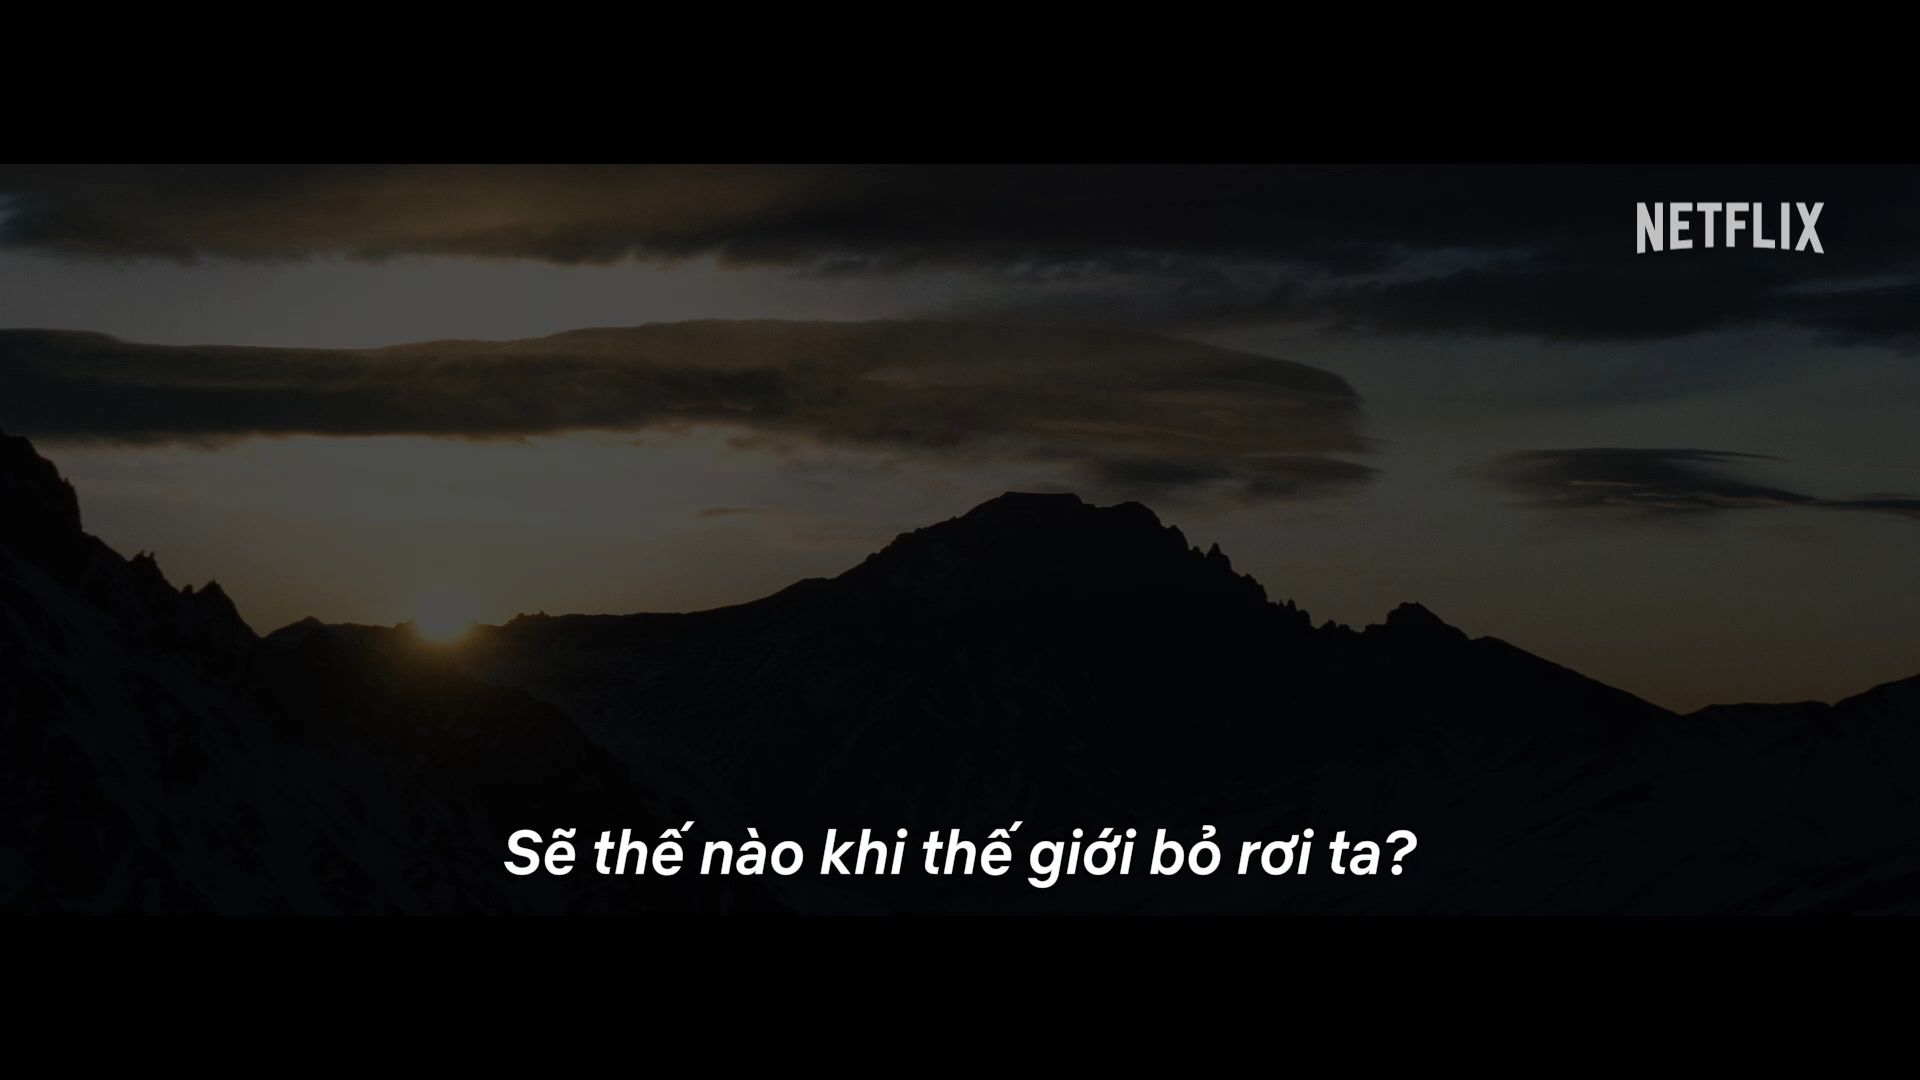 NETFLIX
Sẽ thế nào khi thế giới bỏ rơi ta?